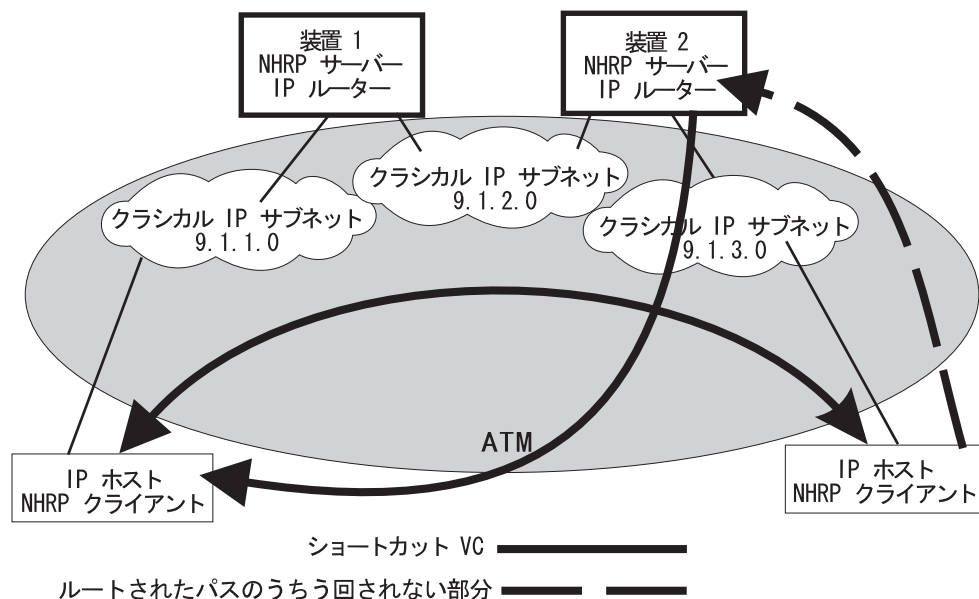 装置 1
NHRP サーバー
IP ルーター
装置 2
NHRP サーバー
IP ルーター
クラシカル IP サブネット
9.1.1.0
クラシカル IP サブネット
9.1.2.0
クラシカル IP サブネット
9.1.3.0
ATM
IP ホスト
NHRP クライアント
IP ホスト
NHRP クライアント
ショートカット VC
ルートされたパスのうちう回されない部分